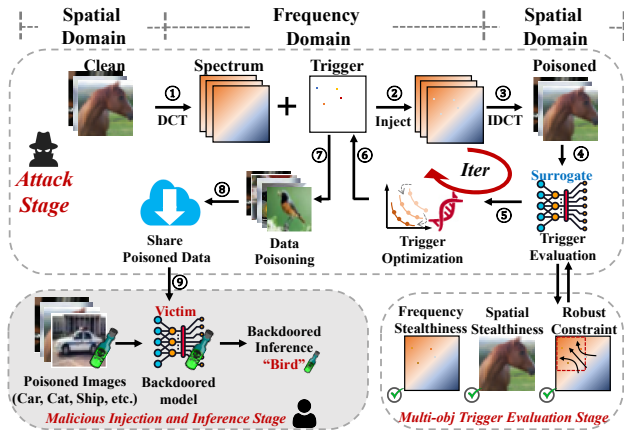 Spatial Domain
Frequency Domain
Spatial Domain
Clean
Spectrum
Trigger
Poisoned
①
DCT
+
②
Inject
③
IDCT
④
Attack Stage
⑦
⑥
Iter
Surrogate
⑧
⑤
Share Poisoned Data
Data Poisoning
Trigger Optimization
Trigger Evaluation
⑨
Victim
Backdoored Inference
“Bird”
Poisoned Images (Car, Cat, Ship, etc.)
Backdoored model
Malicious Injection and Inference Stage
Frequency Stealthiness
Spatial Stealthiness
Robust Constraint
Multi-obj Trigger Evaluation Stage